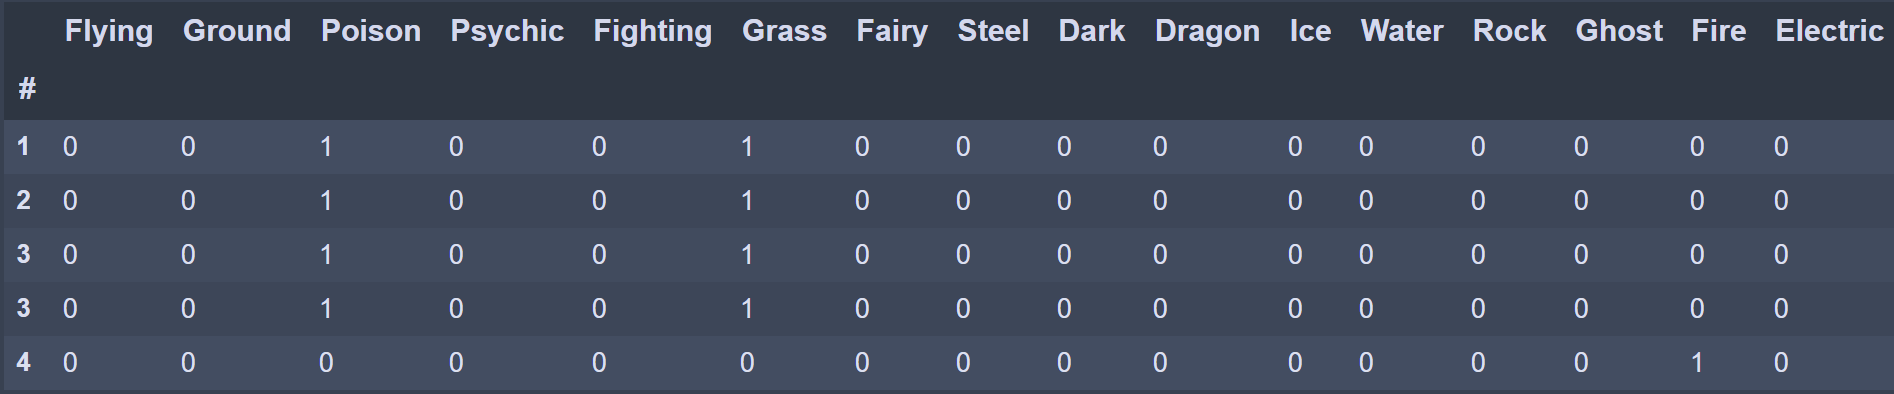 Flying Ground Poison Psychic Fighting Grass Fairy Steel Dark Dragon Ice Water Rock Ghost Fire Electric
#
1 0 0 1 0 0 1 0 0 0 0 0 0 0 0 0 0
2 0 0 1 0 0 1 0 0 0 0 0 0 0 0 0 0
3 0 0 1 0 0 1 0 0 0 0 0 0 0 0 0 0
3 0 0 1 0 0 1 0 0 0 0 0 0 0 0 0 0
4 0 0 0 0 0 0 0 0 0 0 0 0 0 0 1 0